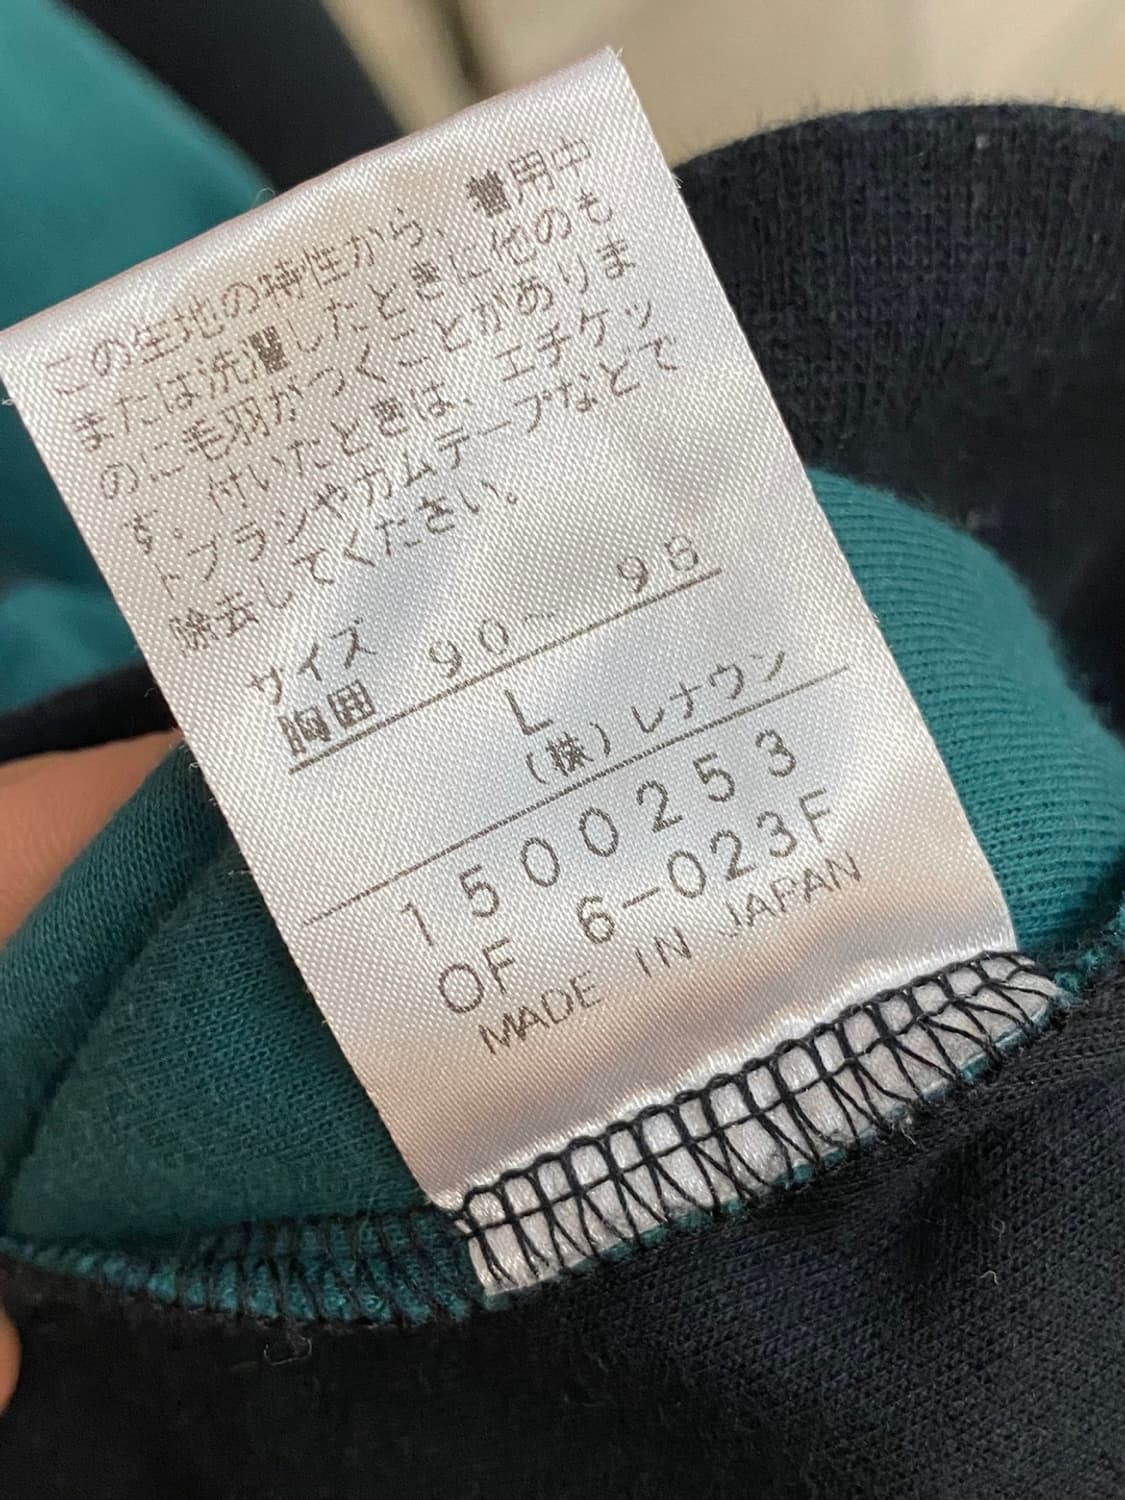 この生地の特性から、着用中
または洗濯したときに他のも
のに毛羽がつくことがありま
す。付いたときは、エチケッ
トブラシやガムテープなどで
除去してください。
サイズ
胸囲 90~98
L
(株)レナウン
1500253
OF 6-023F
MADE IN JAPAN